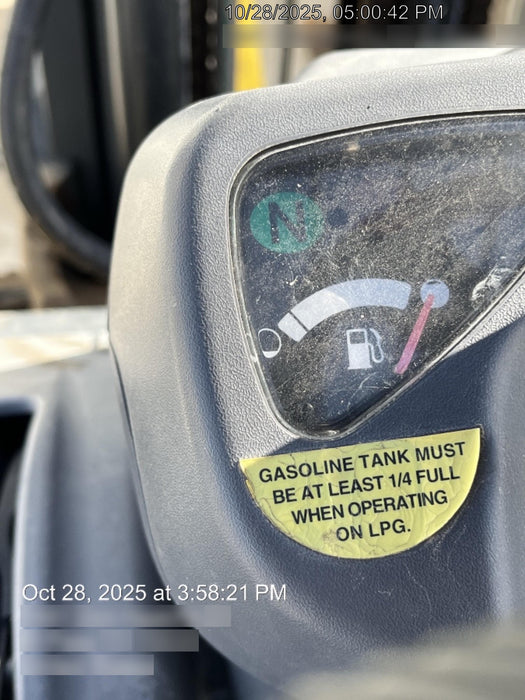 10/28/2025, 05:00:42 PM
N
GASOLINE TANK MUST
BE AT LEAST 1/4 FULL
WHEN OPERATING
ON LPG.
Oct 28, 2025 at 3:58:21 PM